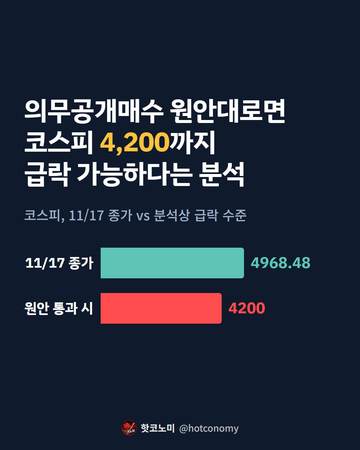 의무공개매수 원안대로면
코스피 4,200까지
급락 가능하다는 분석
코스피, 11/17 종가 vs 분석상 급락 수준
11/17 종가 4968.48
원안 통과 시 4200
핫코노미 @hotconomy